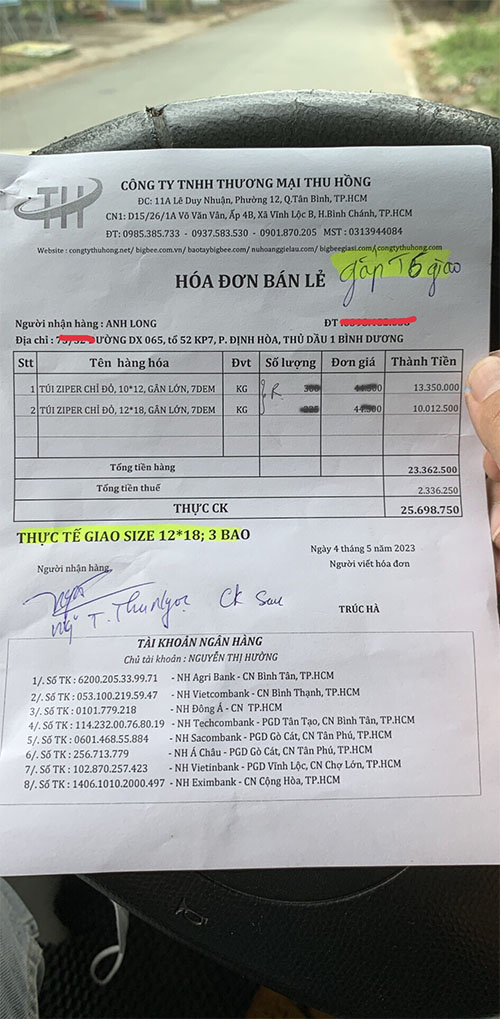 TH
CÔNG TY TNHH THƯƠNG MẠI THU HỒNG
ĐC: 11A Lê Duy Nhuận, Phường 12, Q.Tân Bình, TP.HCM
CN1: D15/26/1A Võ Văn Vân, Ấp 4B, Xã Vĩnh Lộc B, H.Bình Chánh, TP.HCM
ĐT: 0985.385.733 - 0937.583.530 - 0901.870.205 MST : 0313944084
Website : congtythuhong.net/ bigbee.com.vn/ baotaybigbee.com/ nuhoanggielau.com/ bigbeegiasi.com/ congtythuhong.com
HÓA ĐƠN BÁN LẺ
gấp T5 giao
Người nhận hàng : ANH LONG ĐT
Địa chỉ : ĐƯỜNG DX 065, tổ 52 KP7, P. ĐỊNH HÒA, THỦ DẦU 1 BÌNH DƯƠNG
Stt Tên hàng hóa Đvt Số lượng Đơn giá Thành Tiền
1 TÚI ZIPER CHỈ ĐỎ, 10*12, GÂN LỚN, 7DEM KG 300 44.500 13.350.000
2 TÚI ZIPER CHỈ ĐỎ, 12*18, GÂN LỚN, 7DEM KG 225 44.500 10.012.500
Tổng tiền hàng 23.362.500
Tổng tiền thuế 2.336.250
THỰC CK 25.698.750
THỰC TẾ GIAO SIZE 12*18; 3 BAO
Ngày 4 tháng 5 năm 2023
Người nhận hàng, Người viết hóa đơn
T. Thu Ngọc CK Sau
TRÚC HÀ
TÀI KHOẢN NGÂN HÀNG
Chủ tài khoản : NGUYỄN THỊ HƯỜNG
1/. Số TK : 6200.205.33.99.71 - NH Agri Bank - CN Bình Tân, TP.HCM
2/. Số TK : 053.100.219.59.47 - NH Vietcombank - CN Bình Thạnh, TP.HCM
3/. Số TK : 0101.779.218 - NH Đông Á - CN TP.HCM
4/. Số TK : 114.232.00.76.80.19 - NH Techcombank - PGD Tân Tạo, CN Bình Tân, TP.HCM
5/. Số TK : 0601.468.55.884 - NH Sacombank - PGD Gò Cát, CN Tân Phú, TP.HCM
6/. Số TK : 256.713.779 - NH Á Châu - PGD Gò Cát, CN Tân Phú, TP.HCM
7/. Số TK : 102.870.257.423 - NH Vietinbank - PGD Vĩnh Lộc, CN Chợ Lớn, TP.HCM
8/. Số TK : 1406.1010.2000.497 - NH Eximbank - CN Cộng Hòa, TP.HCM